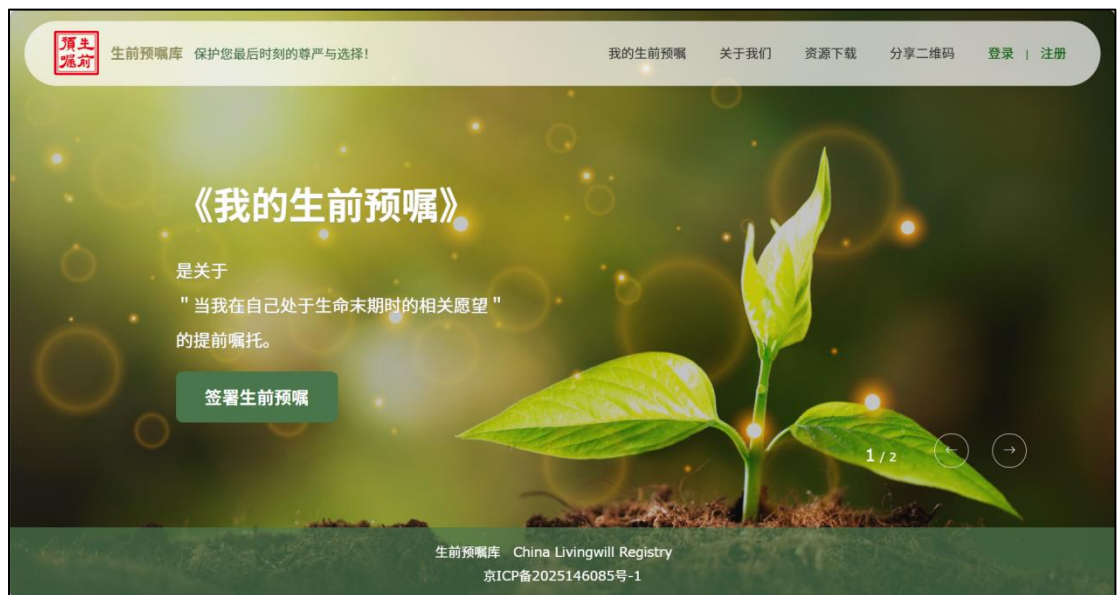 生前預嘱
生前预嘱库 保护您最后时刻的尊严与选择！
我的生前预嘱 关于我们 资源下载 分享二维码 登录 | 注册
《我的生前预嘱》
是关于
"当我在自己处于生命末期时的相关愿望"
的提前嘱托。
签署生前预嘱
1 / 2 ← →
生前预嘱库 China Livingwill Registry
京ICP备2025146085号-1